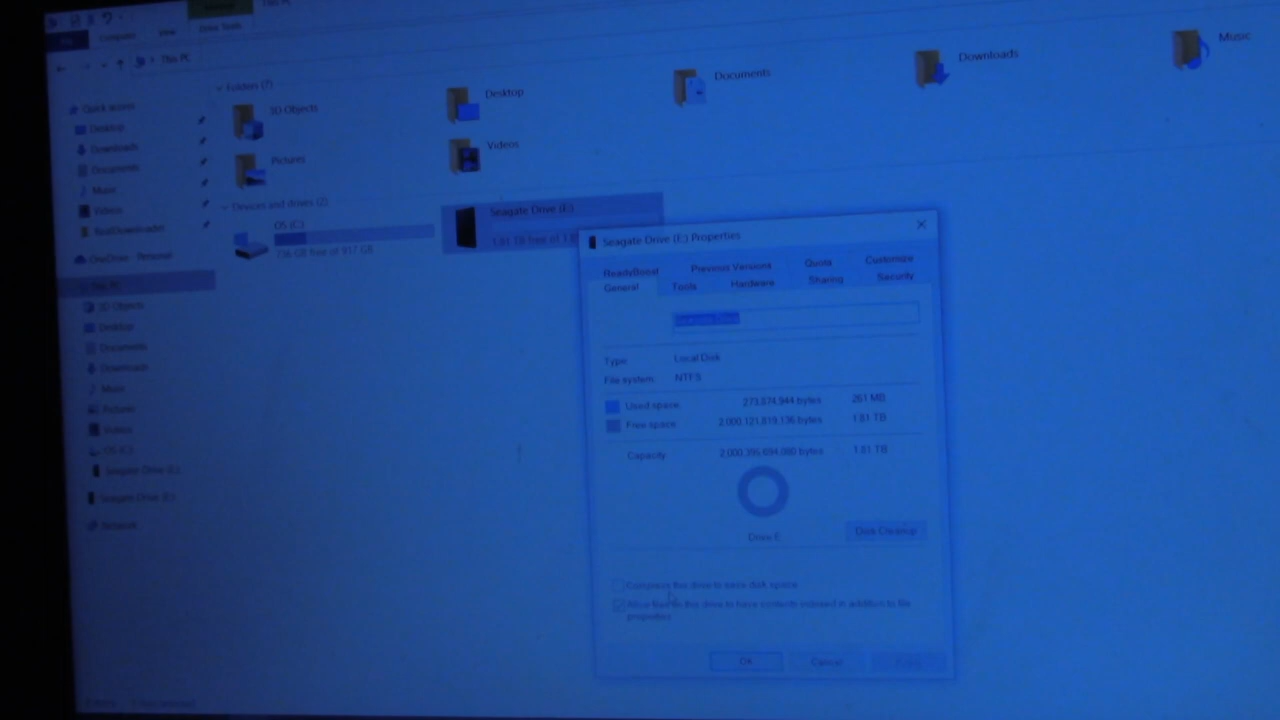 This PC
Drive Tools
Computer View
This PC
Quick access
Desktop
Downloads
Documents
Music
Videos
RealDownloader
OneDrive - Personal
This PC
3D Objects
Desktop
Documents
Downloads
Music
Pictures
Videos
OS (C:)
Seagate Drive (E:)
Seagate Drive (E:)
Network
Folders (7)
3D Objects
Desktop
Documents
Downloads
Music
Pictures
Videos
Devices and drives (2)
OS (C:)
736 GB free of 917 GB
Seagate Drive (E:)
1.81 TB free of 1.8
Seagate Drive (E:) Properties
ReadyBoost Previous Versions Quota Customize
General Tools Hardware Sharing Security
Seagate Drive
Type: Local Disk
File system: NTFS
Used space: 273,874,944 bytes 261 MB
Free space: 2,000,121,819,136 bytes 1.81 TB
Capacity: 2,000,395,694,080 bytes 1.81 TB
Drive E:
Disk Cleanup
Compress this drive to save disk space
Allow files on this drive to have contents indexed in addition to file
properties
OK Cancel Apply